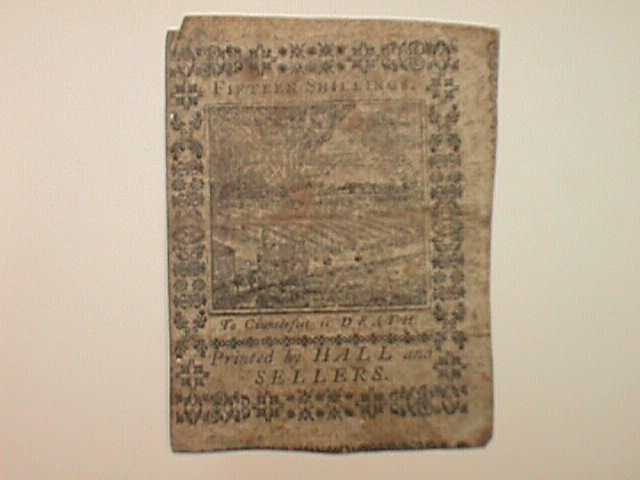 FIFTEEN SHILLINGS.
To Counterfeit is DEATH
Printed by HALL and
SELLERS.